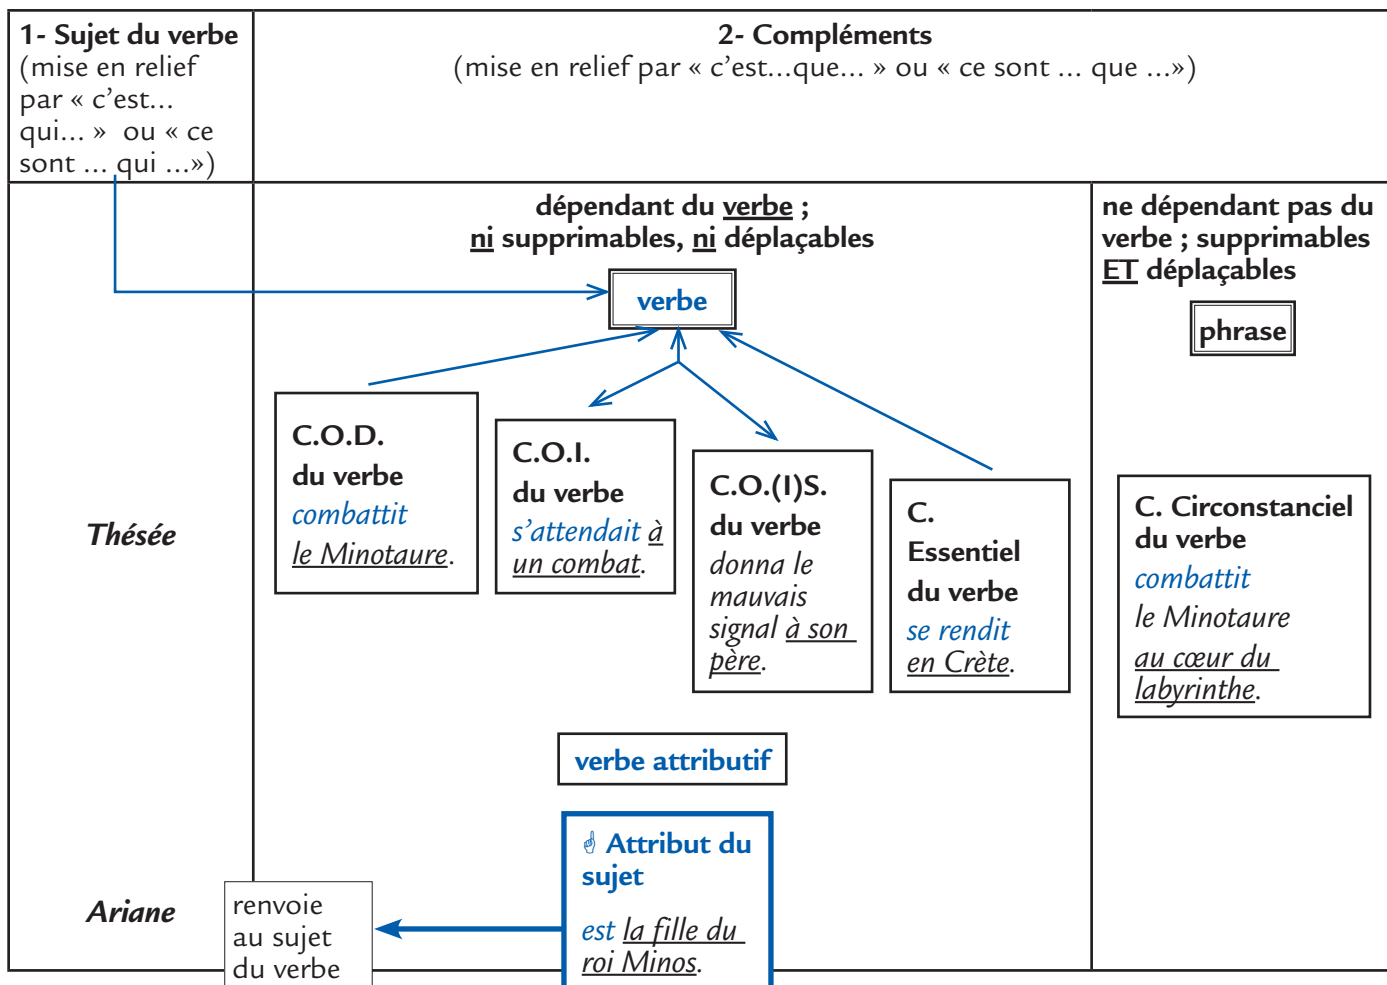 1- Sujet du verbe
(mise en relief
par « c’est…
qui… » ou « ce
sont … qui …»)
2- Compléments
(mise en relief par « c’est…que… » ou « ce sont … que …»)
dépendant du verbe ;
ni supprimables, ni déplaçables
ne dépendant pas du
verbe ; supprimables
ET déplaçables
verbe
phrase
Thésée
C.O.D.
du verbe
combattit
le Minotaure.
C.O.I.
du verbe
s’attendait à
un combat.
C.O.(I)S.
du verbe
donna le
mauvais
signal à son
père.
C.
Essentiel
du verbe
se rendit
en Crète.
C. Circonstanciel
du verbe
combattit
le Minotaure
au cœur du
labyrinthe.
verbe attributif
☝ Attribut du
sujet
est la fille du
roi Minos.
Ariane
renvoie
au sujet
du verbe